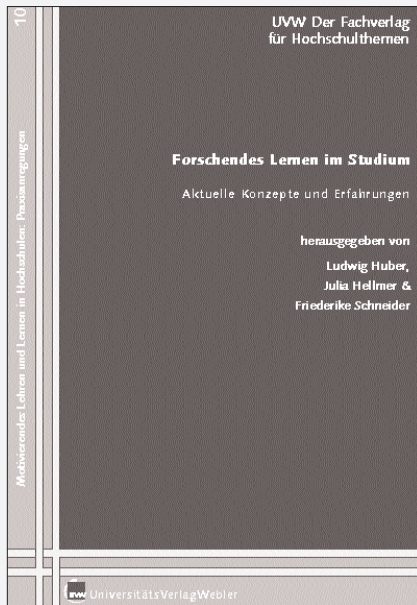 10
Motivierendes Lehren und Lernen in Hochschulen: Praxisanregungen
UVW Der Fachverlag
für Hochschulthemen
Forschendes Lernen im Studium
Aktuelle Konzepte und Erfahrungen
herausgegeben von
Ludwig Huber,
Julia Hellmer &
Friederike Schneider
UVW UniversitätsVerlagWebler